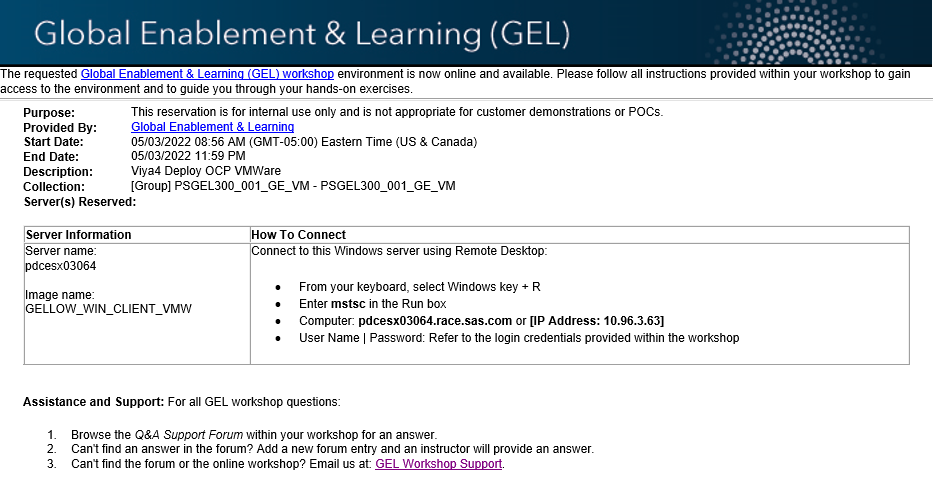 Global Enablement & Learning (GEL)
The requested Global Enablement & Learning (GEL) workshop environment is now online and available. Please follow all instructions provided within your workshop to gain
access to the environment and to guide you through your hands-on exercises.
Purpose: This reservation is for internal use only and is not appropriate for customer demonstrations or POCs.
Provided By: Global Enablement & Learning
Start Date: 05/03/2022 08:56 AM (GMT-05:00) Eastern Time (US & Canada)
End Date: 05/03/2022 11:59 PM
Description: Viya4 Deploy OCP VMWare
Collection: [Group] PSGEL300_001_GE_VM - PSGEL300_001_GE_VM
Server(s) Reserved:
Server Information
Server name:
pdcesx03064
Image name:
GELLOW_WIN_CLIENT_VMW
How To Connect
Connect to this Windows server using Remote Desktop:
• From your keyboard, select Windows key + R
• Enter mstsc in the Run box
• Computer: pdcesx03064.race.sas.com or [IP Address: 10.96.3.63]
• User Name | Password: Refer to the login credentials provided within the workshop
Assistance and Support: For all GEL workshop questions:
1. Browse the Q&A Support Forum within your workshop for an answer.
2. Can't find an answer in the forum? Add a new forum entry and an instructor will provide an answer.
3. Can't find the forum or the online workshop? Email us at: GEL Workshop Support.